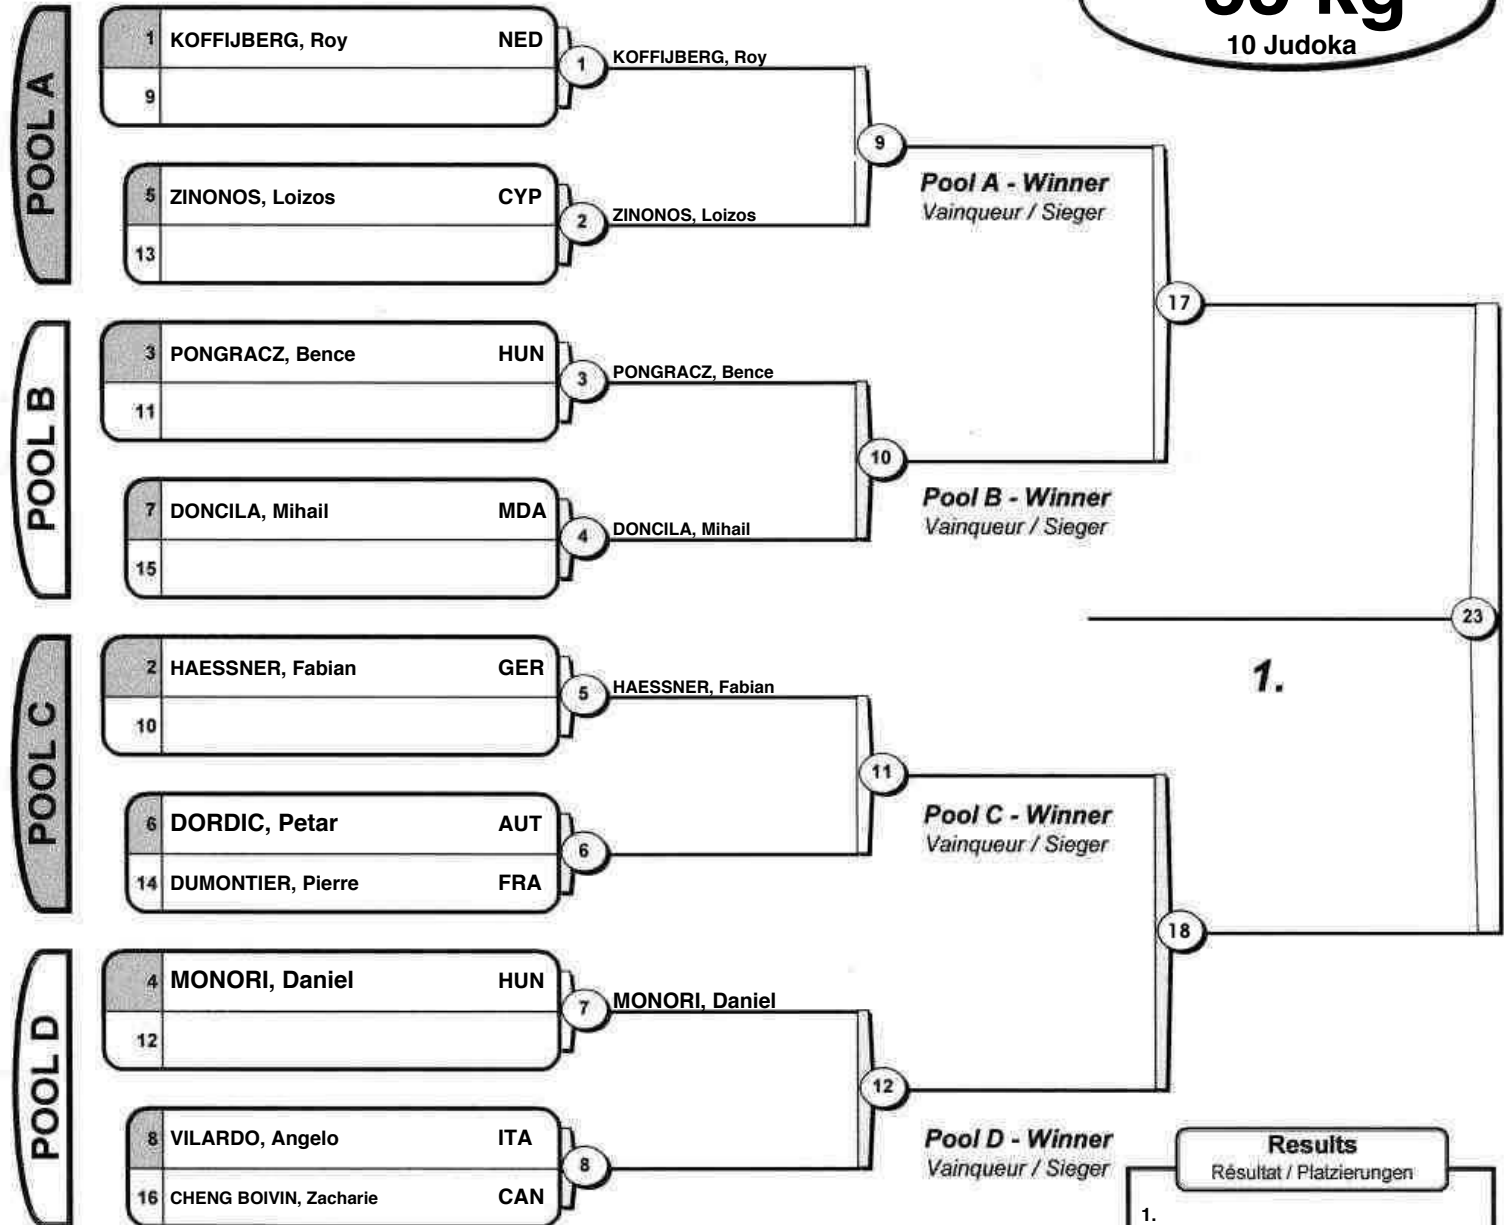 10 Judoka
POOL A
1 KOFFIJBERG, Roy NED
9
1 KOFFIJBERG, Roy
5 ZINONOS, Loizos CYP
13
2 ZINONOS, Loizos
9
Pool A - Winner
Vainqueur / Sieger
POOL B
3 PONGRACZ, Bence HUN
11
3 PONGRACZ, Bence
7 DONCILA, Mihail MDA
15
4 DONCILA, Mihail
10
Pool B - Winner
Vainqueur / Sieger
17
POOL C
2 HAESSNER, Fabian GER
10
5 HAESSNER, Fabian
6 DORDIC, Petar AUT
14 DUMONTIER, Pierre FRA
6
11
Pool C - Winner
Vainqueur / Sieger
POOL D
4 MONORI, Daniel HUN
12
7 MONORI, Daniel
8 VILARDO, Angelo ITA
16 CHENG BOIVIN, Zacharie CAN
8
12
Pool D - Winner
Vainqueur / Sieger
18
23
1.
Results
Résultat / Platzierungen
1.